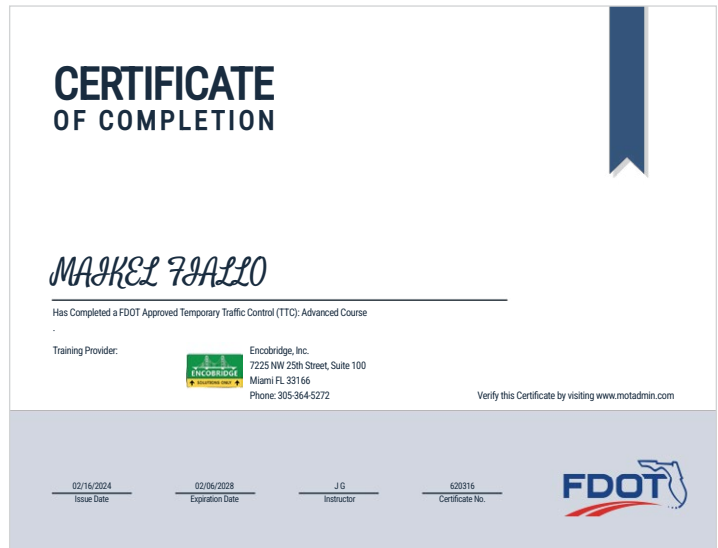 CERTIFICATE
OF COMPLETION
MAIKEL FIALLO
Has Completed a FDOT Approved Temporary Traffic Control (TTC): Advanced Course
.
Training Provider:
ENCOBRIDGE
SOLUTIONS ONLY
Encobridge, Inc.
7225 NW 25th Street, Suite 100
Miami FL 33166
Phone: 305-364-5272
Verify this Certificate by visiting www.motadmin.com
02/16/2024
Issue Date
02/06/2028
Expiration Date
J G
Instructor
620316
Certificate No.
FDOT